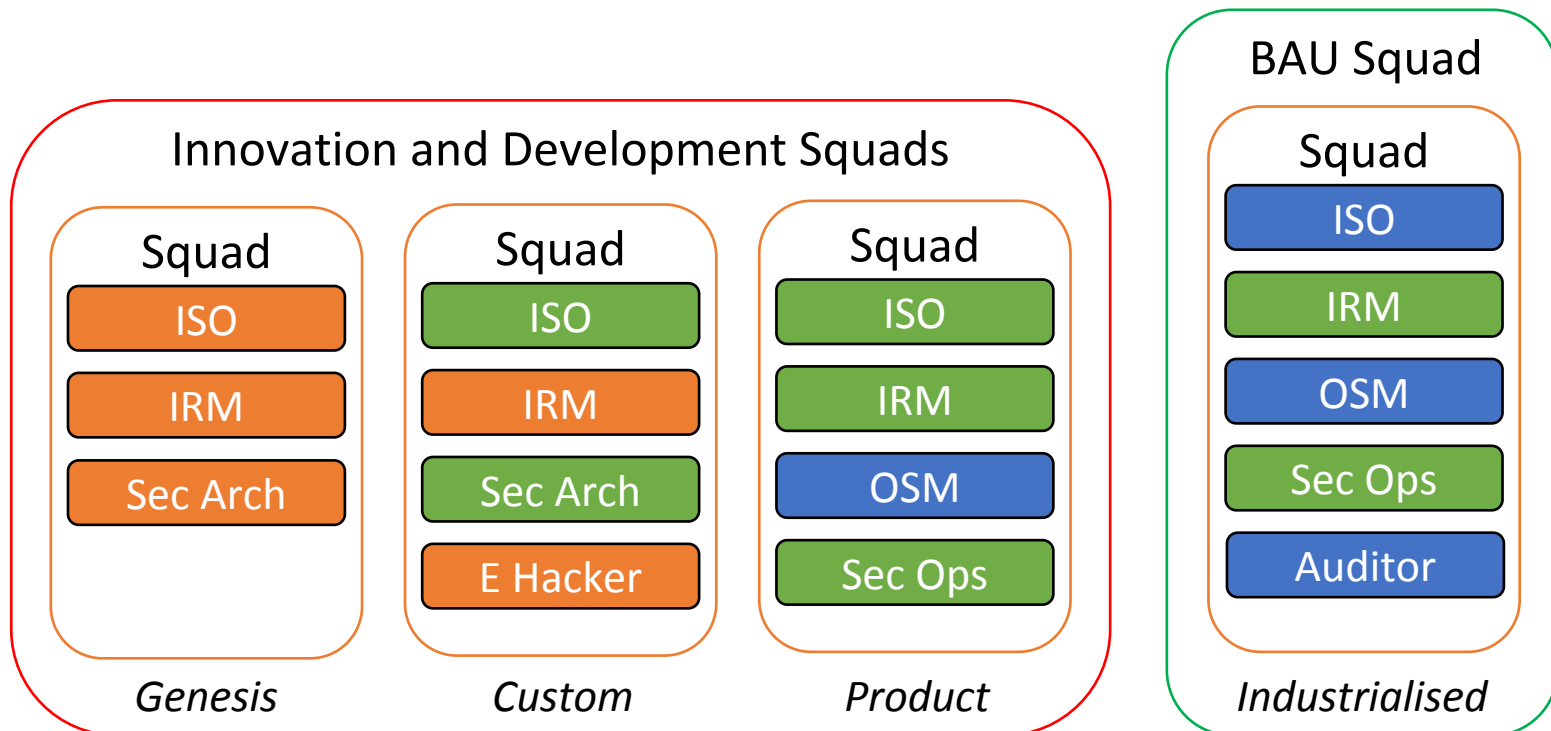 Innovation and Development Squads
Squad
ISO
IRM
Sec Arch
Genesis
Squad
ISO
IRM
Sec Arch
E Hacker
Custom
Squad
ISO
IRM
OSM
Sec Ops
Product
BAU Squad
Squad
ISO
IRM
OSM
Sec Ops
Auditor
Industrialised